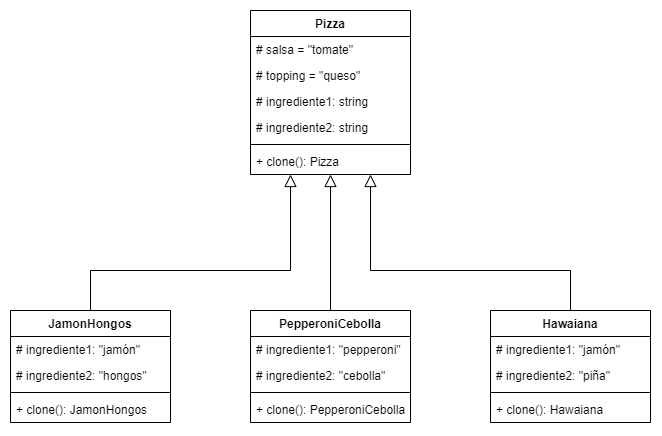 Pizza
# salsa = "tomate"
# topping = "queso"
# ingrediente1: string
# ingrediente2: string
+ clone(): Pizza
JamonHongos
# ingrediente1: "jamón"
# ingrediente2: "hongos"
+ clone(): JamonHongos
PepperoniCebolla
# ingrediente1: "pepperoni"
# ingrediente2: "cebolla"
+ clone(): PepperoniCebolla
Hawaiana
# ingrediente1: "jamón"
# ingrediente2: "piña"
+ clone(): Hawaiana